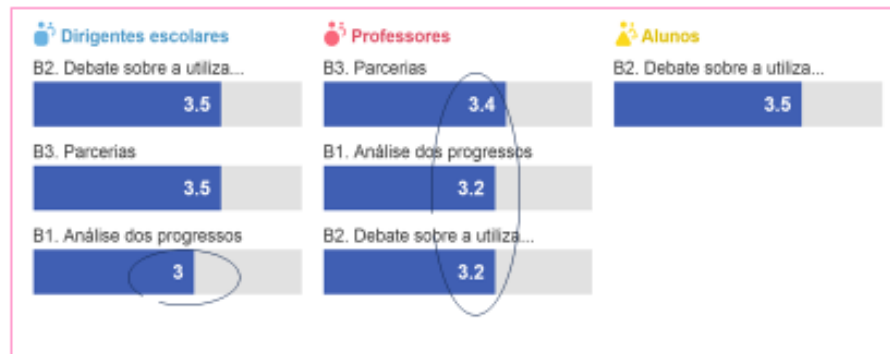 Dirigentes escolares
B2. Debate sobre a utiliza...
3.5
B3. Parcerias
3.5
B1. Análise dos progressos
3
Professores
B3. Parcerias
3.4
B1. Análise dos progressos
3.2
B2. Debate sobre a utiliza...
3.2
Alunos
B2. Debate sobre a utiliza...
3.5